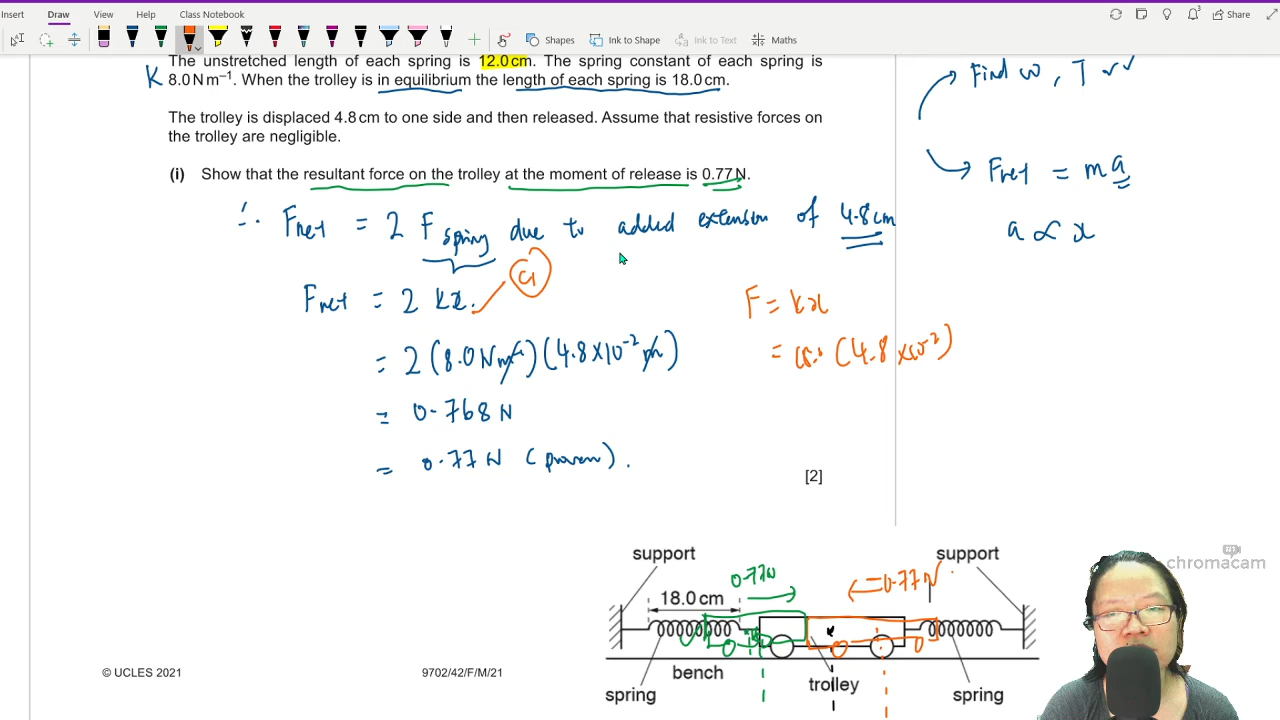 Insert Draw View Help Class Notebook Share
Shapes Ink to Shape Ink to Text Maths
The unstretched length of each spring is 12.0 cm. The spring constant of each spring is
K 8.0 N m⁻¹. When the trolley is in equilibrium the length of each spring is 18.0 cm.
The trolley is displaced 4.8 cm to one side and then released. Assume that resistive forces on
the trolley are negligible.
(i) Show that the resultant force on the trolley at the moment of release is 0.77 N.
∴ Fnet = 2 Fspring due to added extension of 4.8 cm
C1
Fnet = 2 kx.
= 2 (8.0 N m⁻¹) (4.8 × 10⁻² m)
= 0.768 N
= 0.77 N (proven).
F = kx
= (4.8 × 10⁻²)
[2]
Find ω, T ✓✓
Fnet = ma
a ∝ x
support support
0.77N 0.77N
18.0 cm
bench
spring trolley spring
© UCLES 2021 9702/42/F/M/21
chromacam